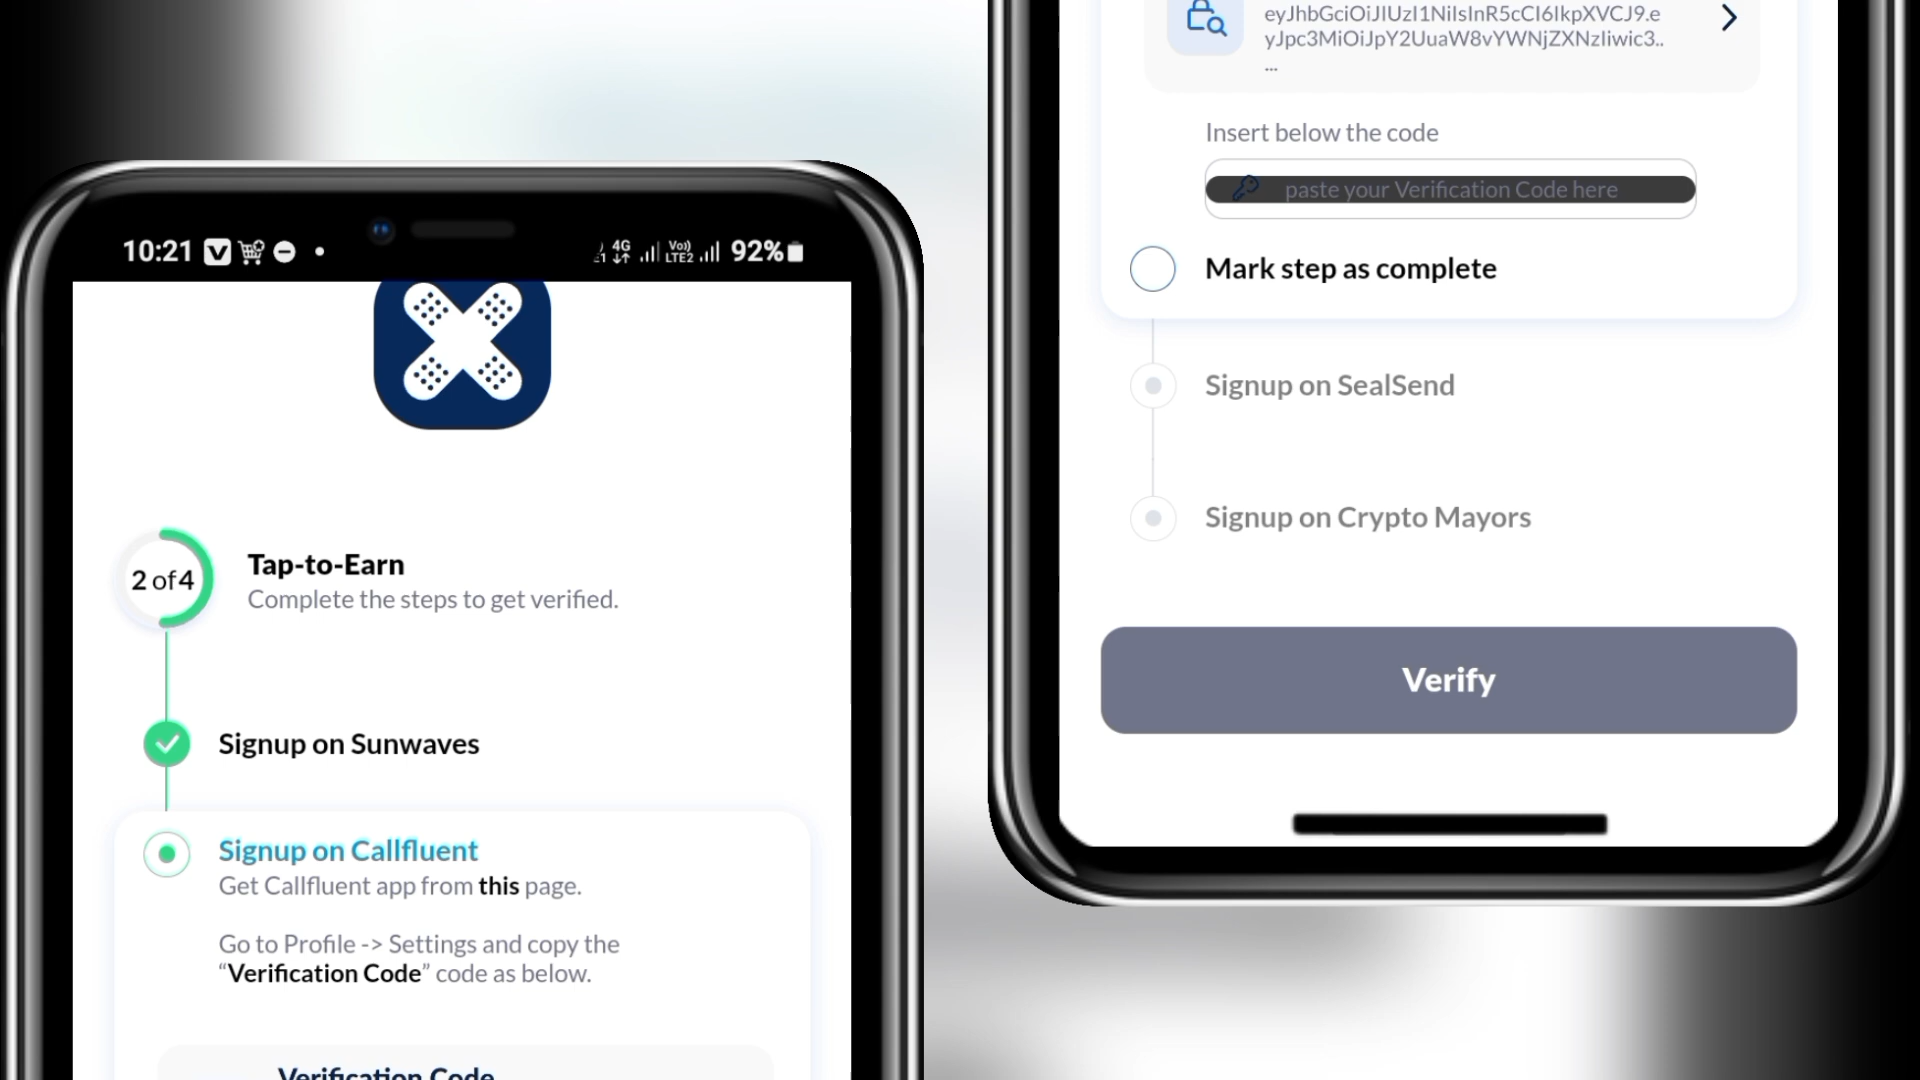 10:21
4G
Vo))
LTE2
92%
2 of 4
Tap-to-Earn
Complete the steps to get verified.
Signup on Sunwaves
Signup on Callfluent
Get Callfluent app from this page.
Go to Profile -> Settings and copy the
“Verification Code” code as below.
Verification Code
eyJhbGciOiJIUzI1NiIsInR5cCI6IkpXVCJ9.e
yJpc3MiOiJpY2UuaW8vYWNjZXNzIiwic3..
...
Insert below the code
paste your Verification Code here
Mark step as complete
Signup on SealSend
Signup on Crypto Mayors
Verify